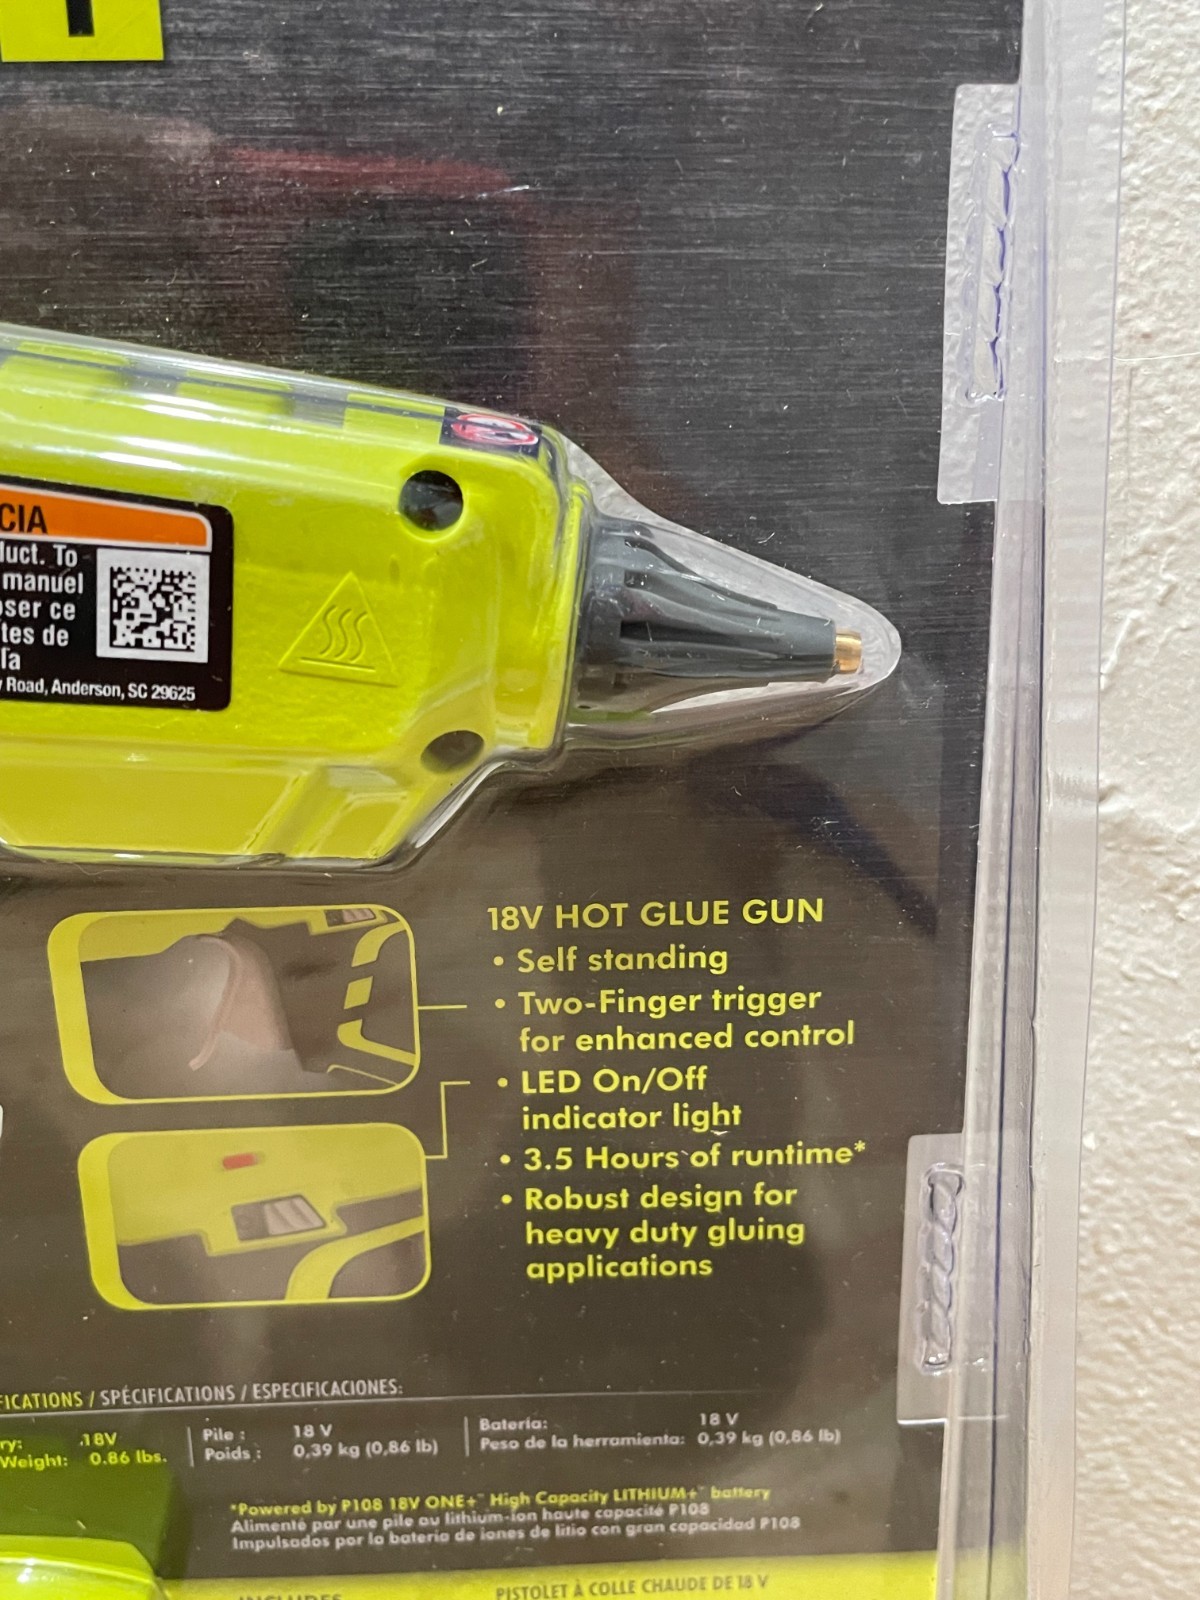 CIA
duct. To
manuel
oser ce
tes de
la
Road, Anderson, SC 29625
18V HOT GLUE GUN
• Self standing
• Two-Finger trigger
for enhanced control
• LED On/Off
indicator light
• 3.5 Hours of runtime*
• Robust design for
heavy duty gluing
applications
FICATIONS / SPÉCIFICATIONS / ESPECIFICACIONES:
ry: 18V
Weight: 0.86 lbs.
Pile : 18 V
Poids : 0,39 kg (0,86 lb)
Batería: 18 V
Peso de la herramienta: 0,39 kg (0,86 lb)
*Powered by P108 18V ONE+™ High Capacity LITHIUM+™ battery
Alimenté par une pile au lithium-ion haute capacité P108
Impulsados por la batería de iones de litio con gran capacidad P108
INCLUDES
PISTOLET À COLLE CHAUDE DE 18 V